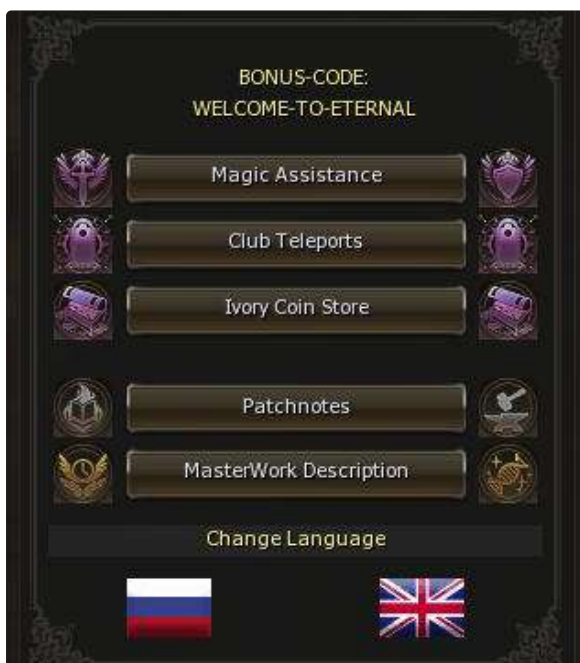 BONUS-CODE:
WELCOME-TO-ETERNAL
Magic Assistance
Club Teleports
Ivory Coin Store
Patchnotes
MasterWork Description
Change Language